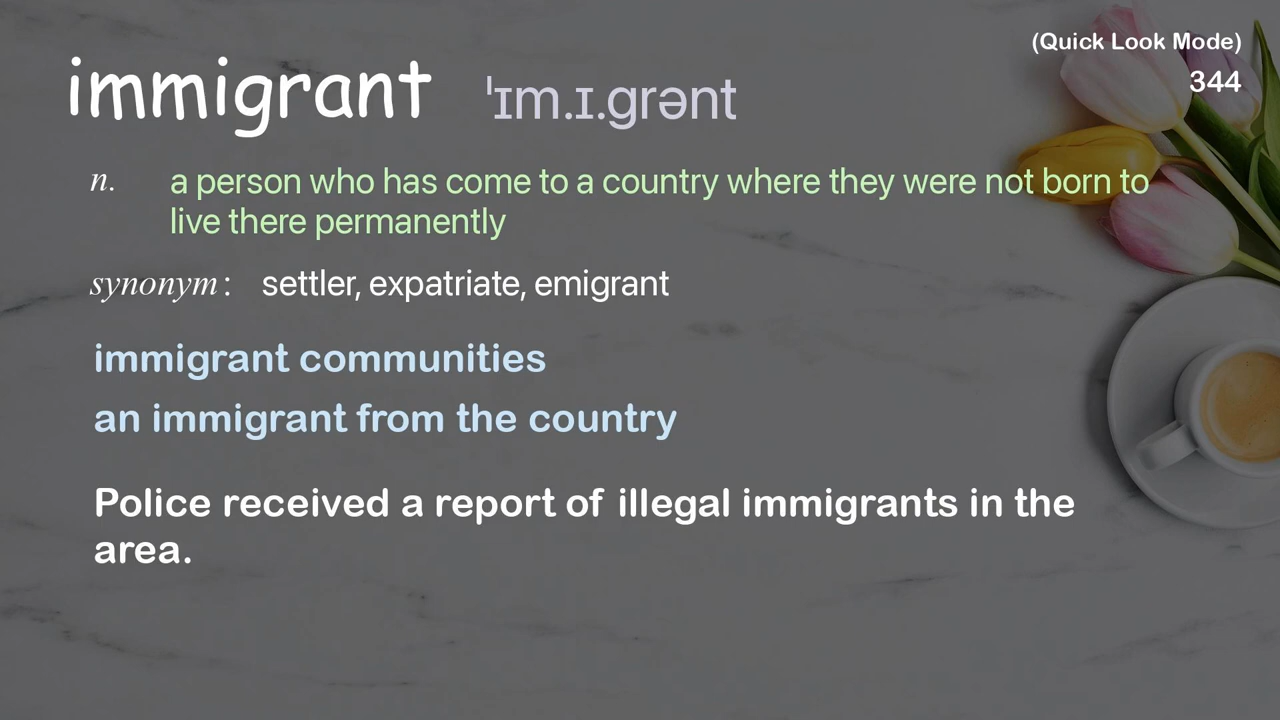 (Quick Look Mode)
344
immigrant ˈɪm.ɪ.grənt
n. a person who has come to a country where they were not born to
live there permanently
synonym: settler, expatriate, emigrant
immigrant communities
an immigrant from the country
Police received a report of illegal immigrants in the
area.